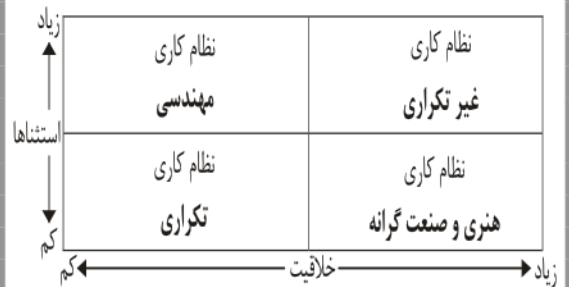 زیاد
نظام کاری
غیر تکراری
نظام کاری
مهندسی
استثناها
نظام کاری
هنری و صنعت گرانه
نظام کاری
تکراری
کم
زیاد
خلاقیت
کم